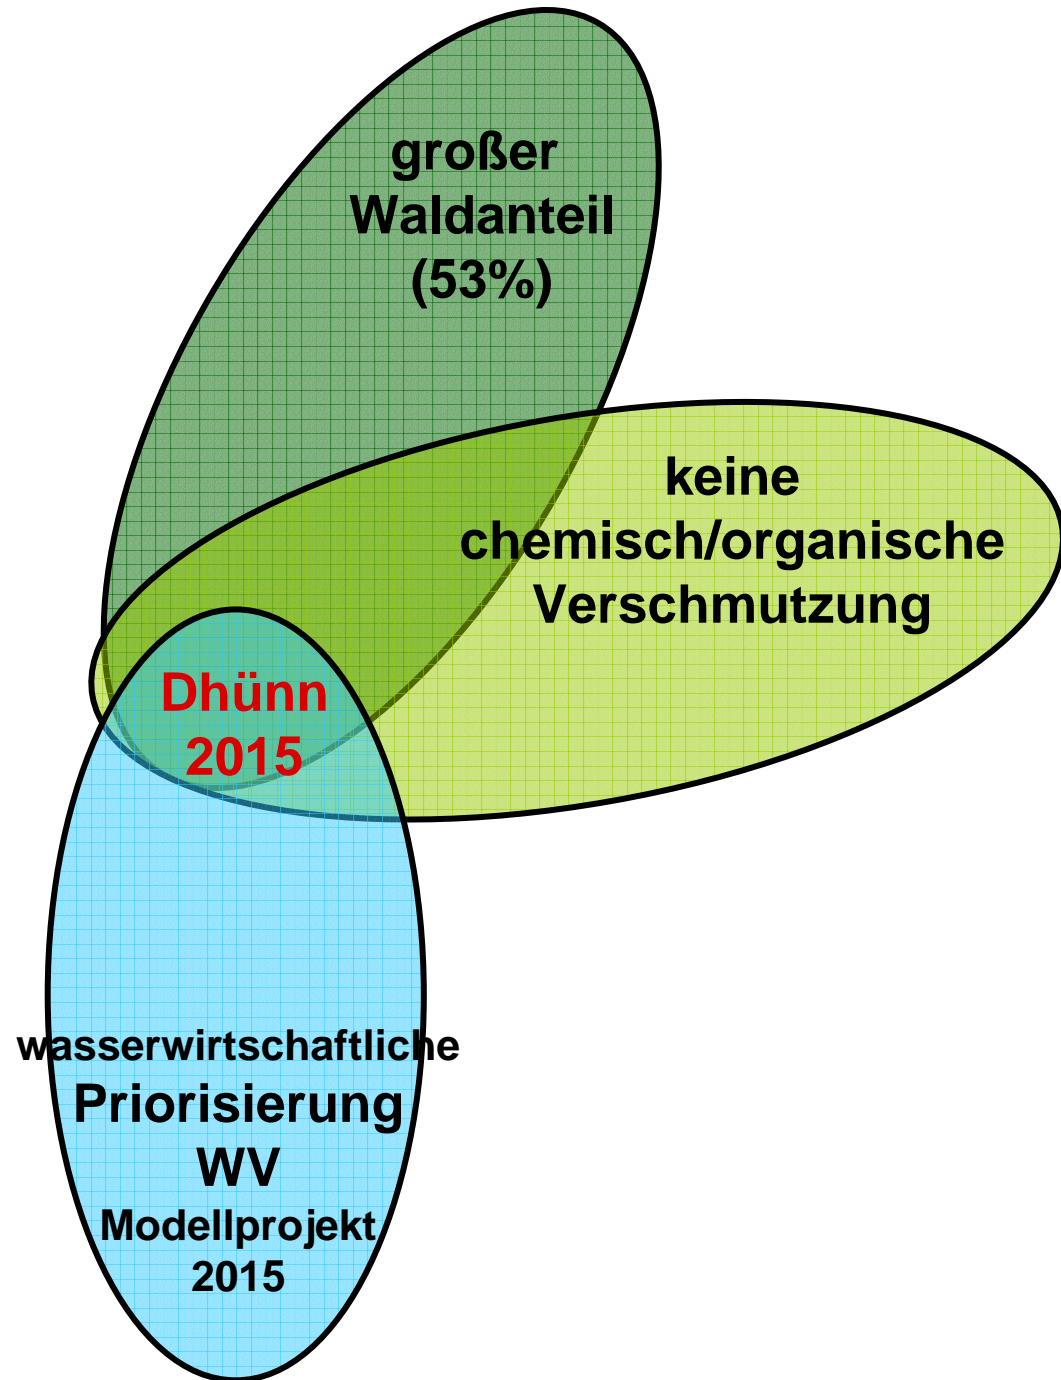 großer
Waldanteil
(53%)
keine
chemisch/organische
Verschmutzung
Dhünn
2015
wasserwirtschaftliche
Priorisierung
WV
Modellprojekt
2015